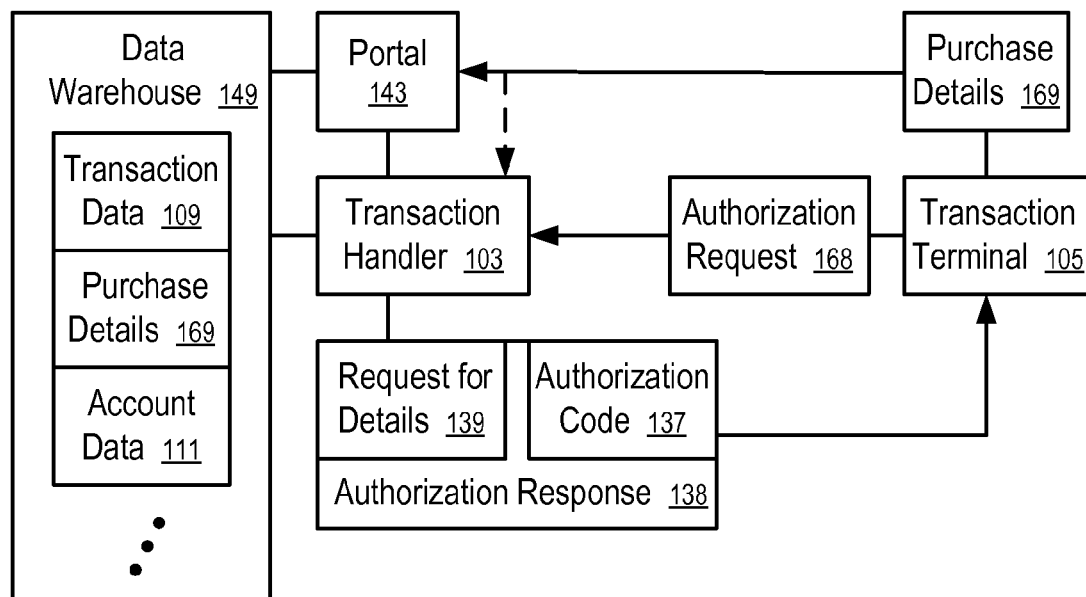 Data
Warehouse 149
Transaction
Data 109
Purchase
Details 169
Account
Data 111
Portal
143
Purchase
Details 169
Transaction
Handler 103
Authorization
Request 168
Transaction
Terminal 105
Request for
Details 139
Authorization
Code 137
Authorization Response 138